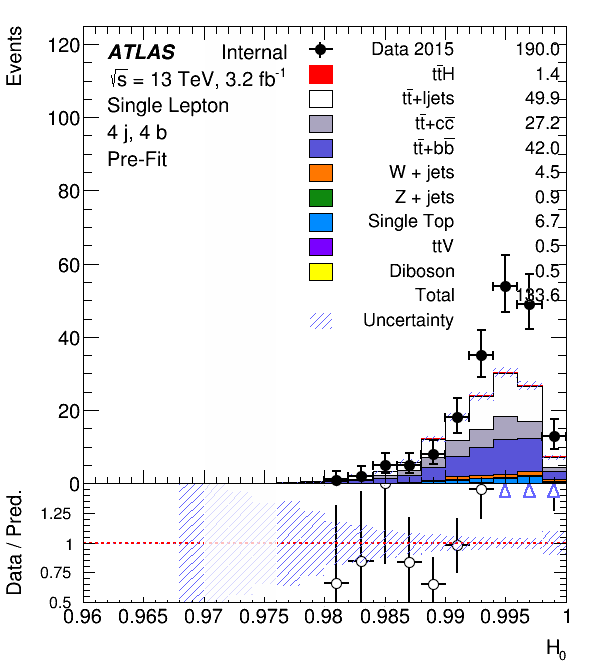 Events
120
100
80
60
40
20
0
ATLAS Internal
√s = 13 TeV, 3.2 fb⁻¹
Single Lepton
4 j, 4 b
Pre-Fit
Data 2015 190.0
tt̄H 1.4
tt̄+ljets 49.9
tt̄+cc̄ 27.2
tt̄+bb̄ 42.0
W + jets 4.5
Z + jets 0.9
Single Top 6.7
ttV 0.5
Diboson 0.5
Total 133.6
Uncertainty
Data / Pred.
1.25
1
0.75
0.5
0.96 0.965 0.97 0.975 0.98 0.985 0.99 0.995 1
H₀